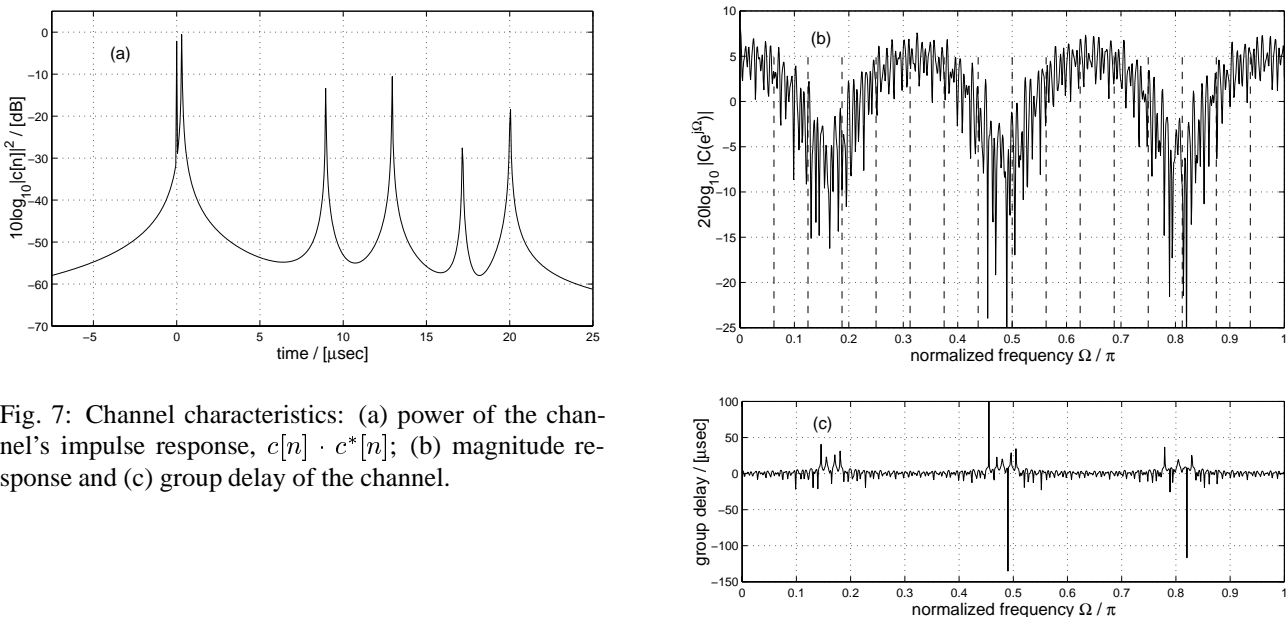 0
−10
−20
−30
−40
−50
−60
−70
(a)
10log10|c[n]|2 / [dB]
−5 0 5 10 15 20 25
time / [μsec]
Fig. 7: Channel characteristics: (a) power of the chan-
nel's impulse response, c[n] · c*[n]; (b) magnitude re-
sponse and (c) group delay of the channel.
10
5
0
−5
−10
−15
−20
−25
(b)
20log10 |C(e^jΩ)|
0 0.1 0.2 0.3 0.4 0.5 0.6 0.7 0.8 0.9 1
normalized frequency Ω / π
100
50
0
−50
−100
−150
(c)
group delay / [μsec]
0 0.1 0.2 0.3 0.4 0.5 0.6 0.7 0.8 0.9 1
normalized frequency Ω / π